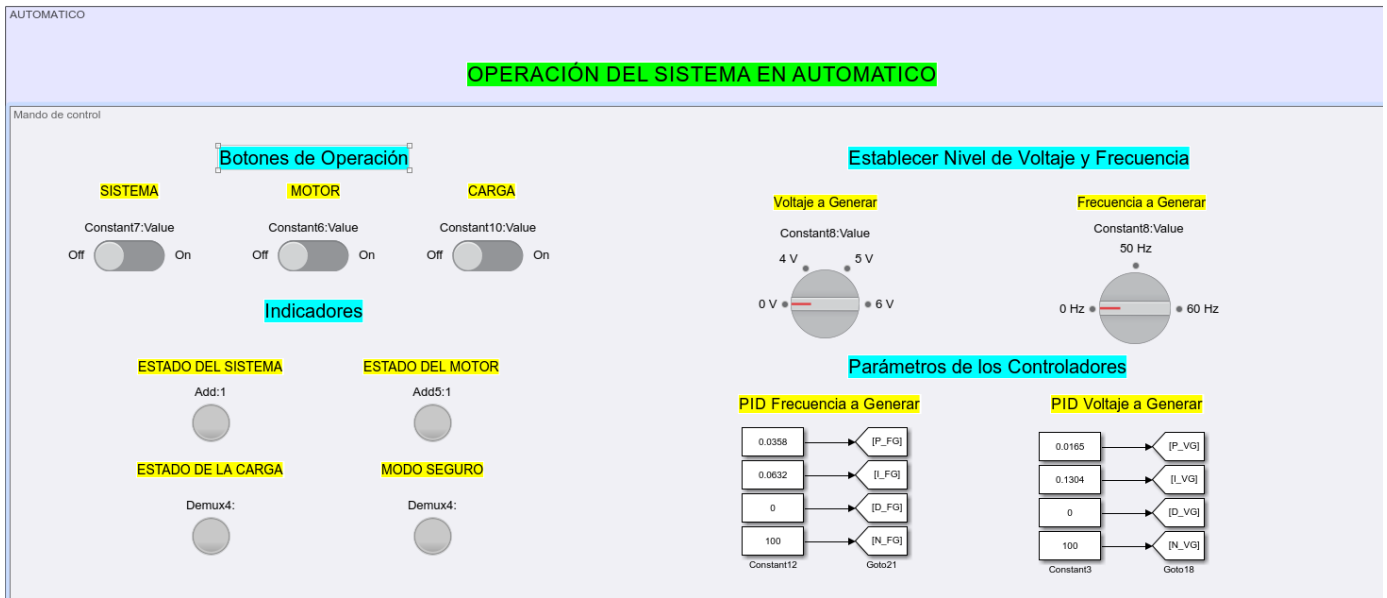 AUTOMATICO
OPERACIÓN DEL SISTEMA EN AUTOMATICO
Mando de control
Botones de Operación
SISTEMA
MOTOR
CARGA
Constant7:Value
Constant6:Value
Constant10:Value
Off
On
Off
On
Off
On
Indicadores
ESTADO DEL SISTEMA
ESTADO DEL MOTOR
Add:1
Add5:1
ESTADO DE LA CARGA
MODO SEGURO
Demux4:
Demux4:
Establecer Nivel de Voltaje y Frecuencia
Voltaje a Generar
Constant8:Value
4 V
5 V
0 V
6 V
Frecuencia a Generar
Constant8:Value
50 Hz
0 Hz
60 Hz
Parámetros de los Controladores
PID Frecuencia a Generar
0.0358
[P_FG]
0.0632
[I_FG]
0
[D_FG]
100
[N_FG]
Constant12
Goto21
PID Voltaje a Generar
0.0165
[P_VG]
0.1304
[I_VG]
0
[D_VG]
100
[N_VG]
Constant3
Goto18